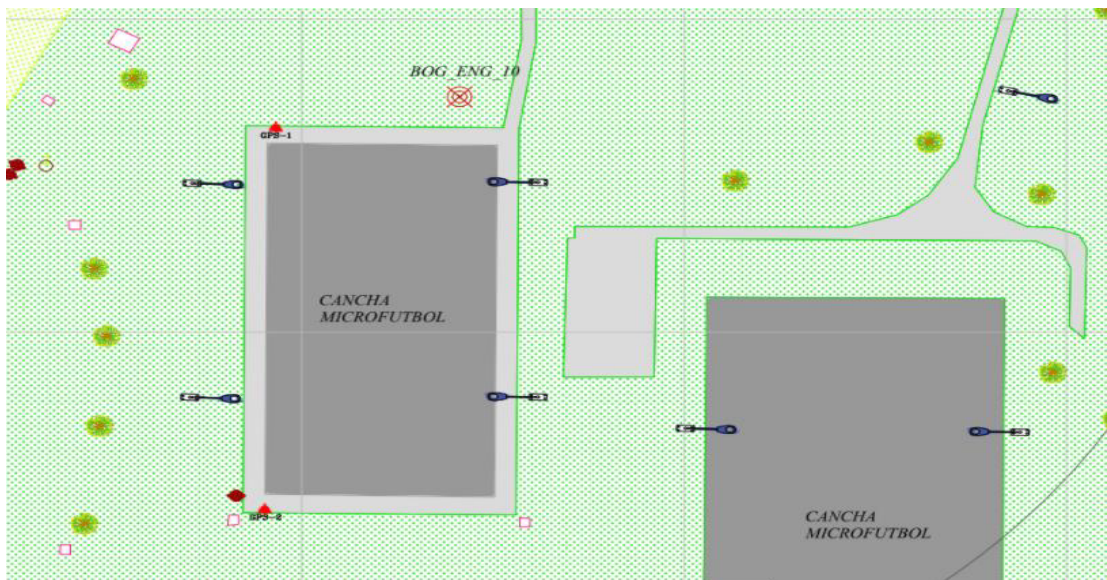 BOG_ENG_10
GPS-1
CANCHA
MICROFUTBOL
GPS-2
CANCHA
MICROFUTBOL